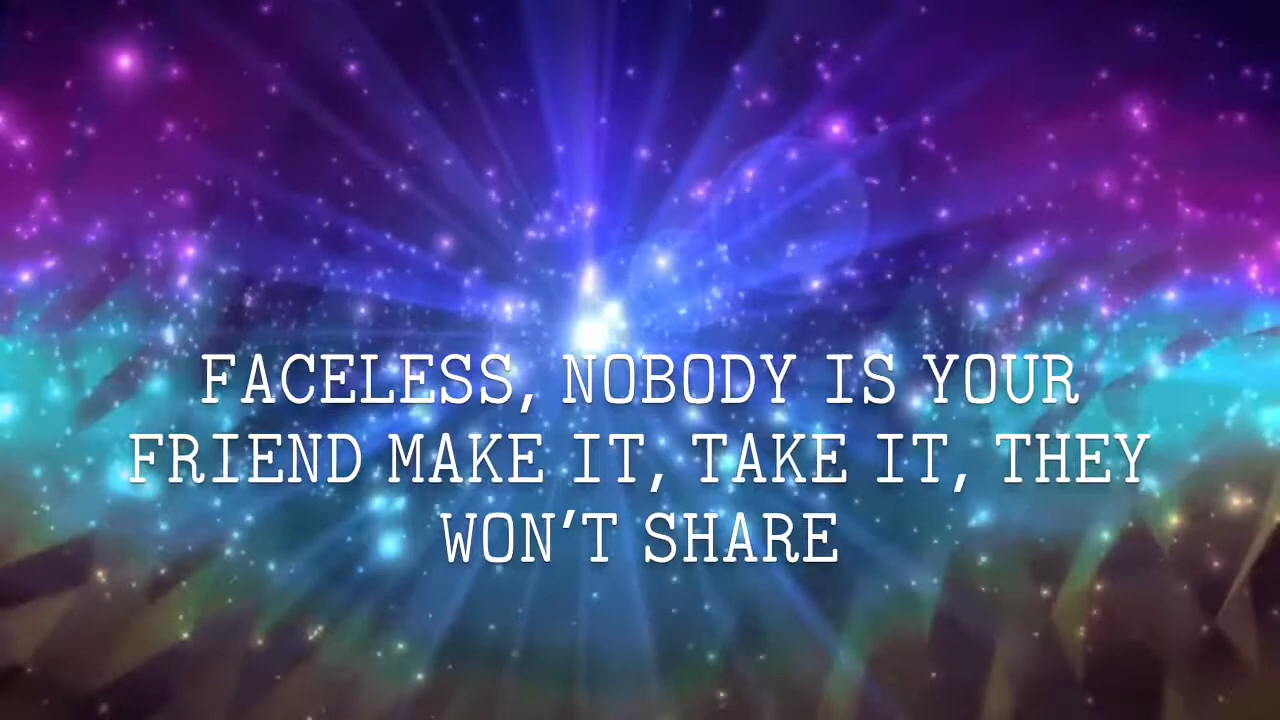 FACELESS, NOBODY IS YOUR
FRIEND MAKE IT, TAKE IT, THEY
WON'T SHARE